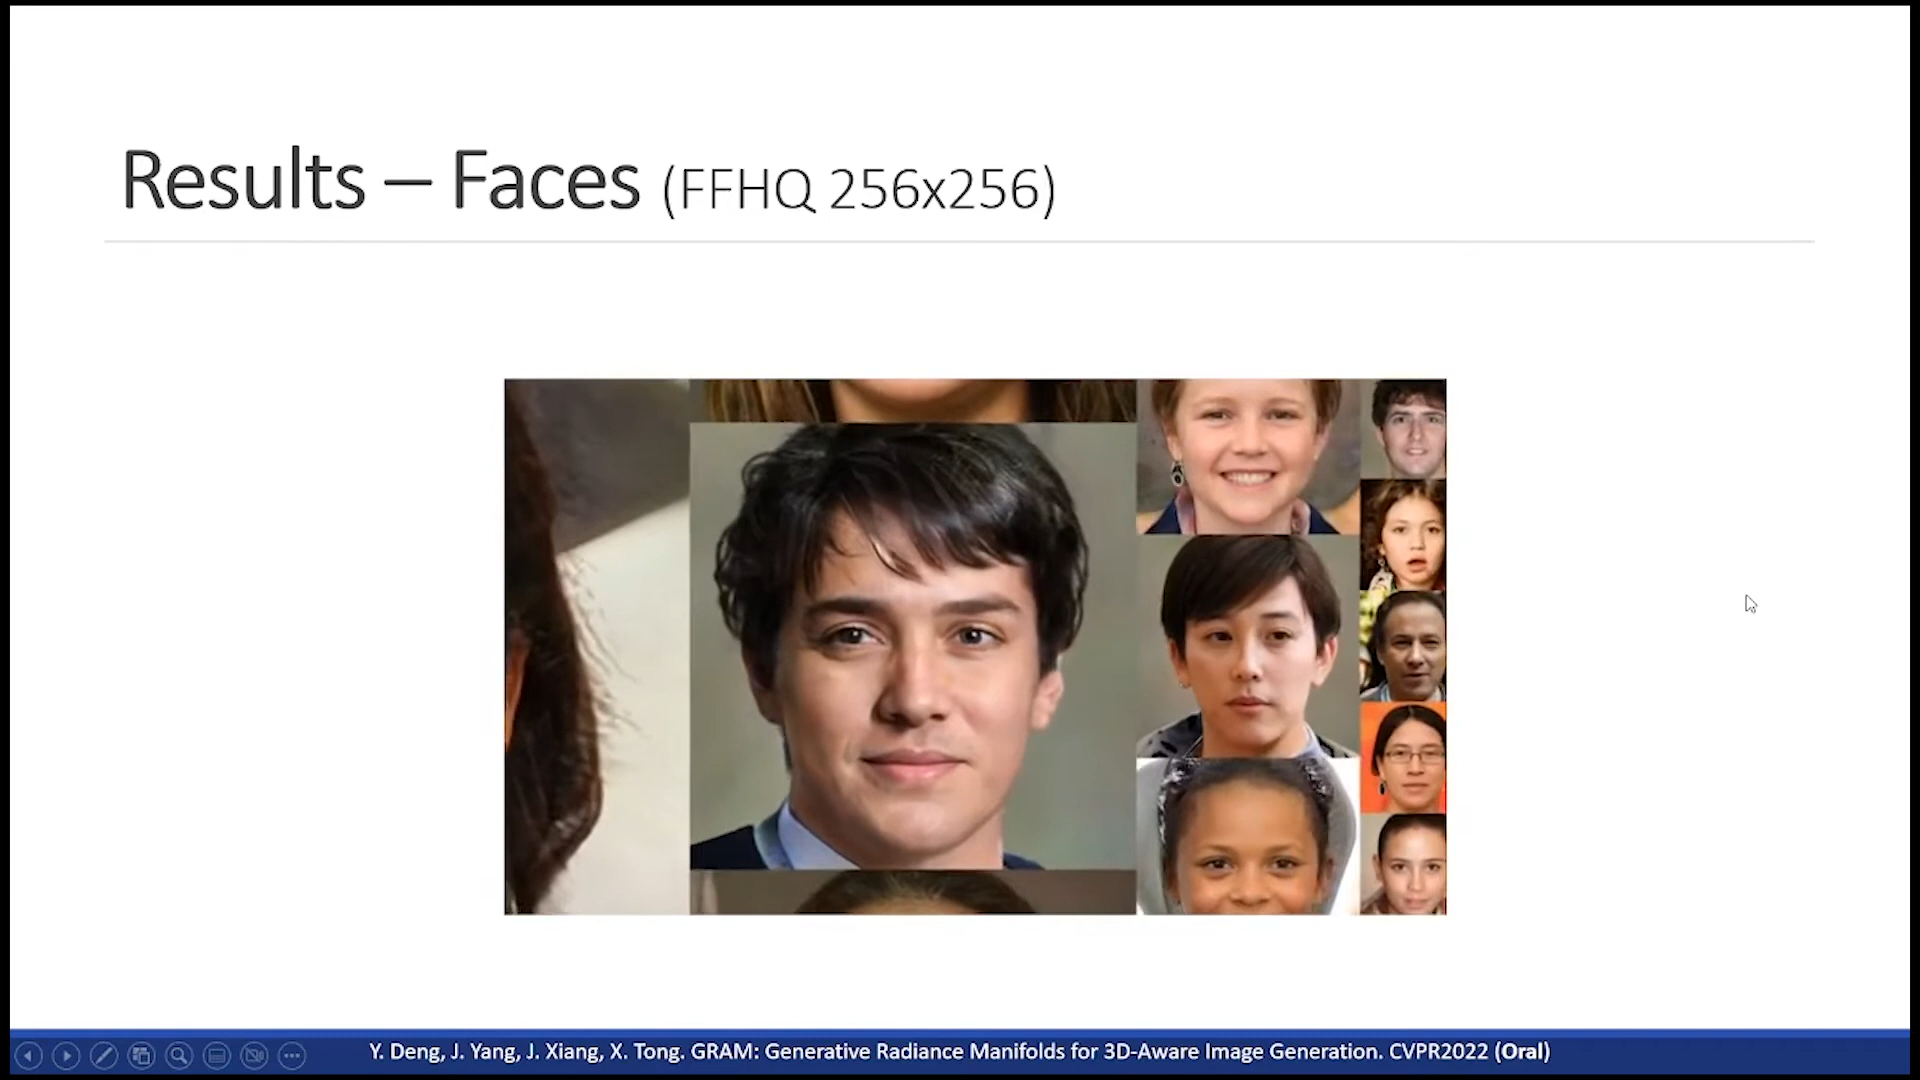 Results – Faces (FFHQ 256x256)
Y. Deng, J. Yang, J. Xiang, X. Tong. GRAM: Generative Radiance Manifolds for 3D-Aware Image Generation. CVPR2022 (Oral)